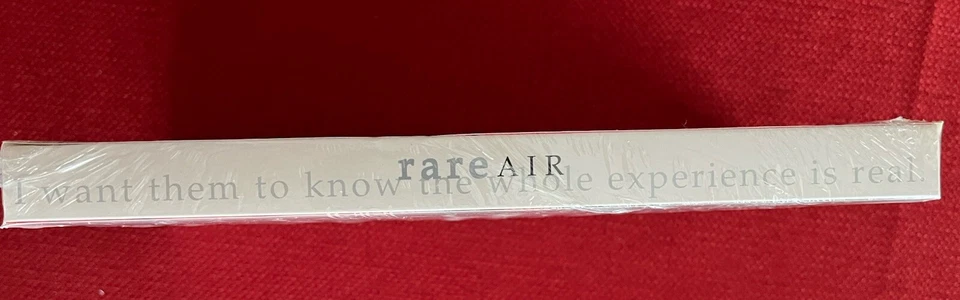 rare AIR
I want them to know the whole experience is real.